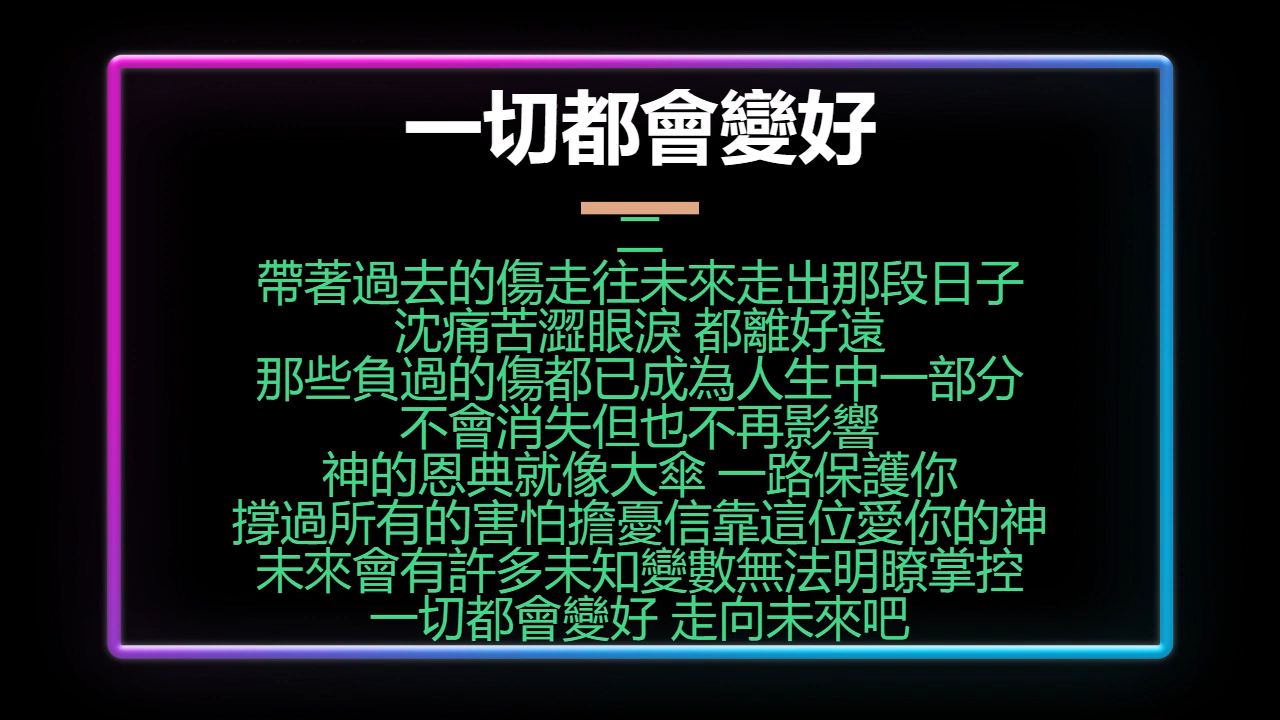 一切都會變好
二
帶著過去的傷走往未來走出那段日子
沈痛苦澀眼淚 都離好遠
那些負過的傷都已成為人生中一部分
不會消失但也不再影響
神的恩典就像大傘 一路保護你
撐過所有的害怕擔憂信靠這位愛你的神
未來會有許多未知變數無法明瞭掌控
一切都會變好 走向未來吧